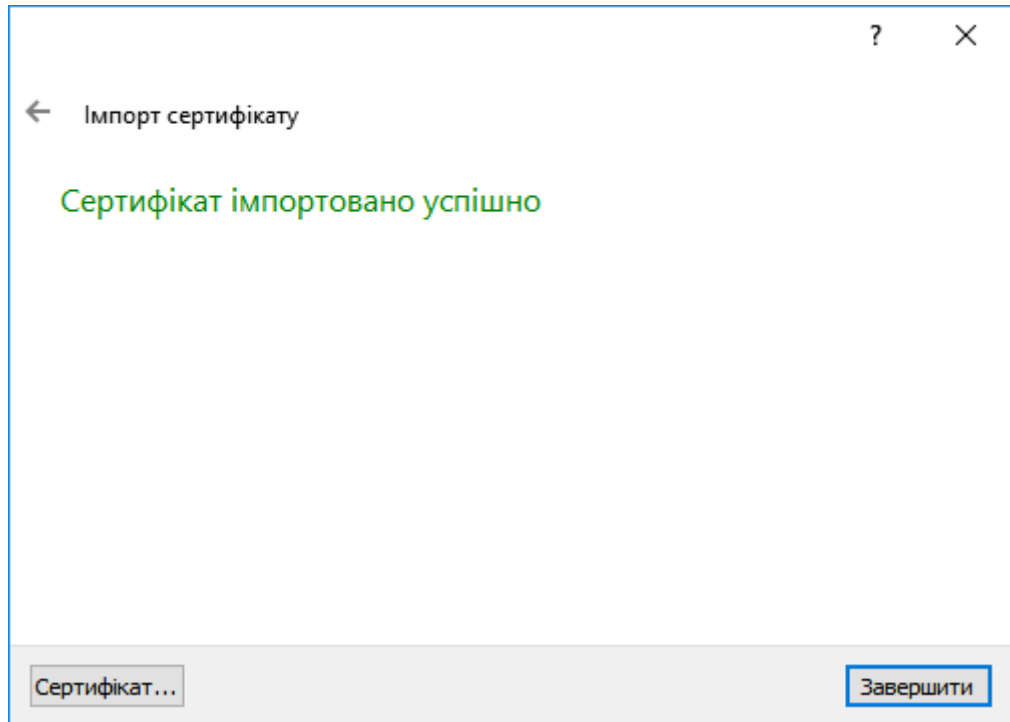 ?
Імпорт сертифікату
Сертифікат імпортовано успішно
Сертифікат...
Завершити